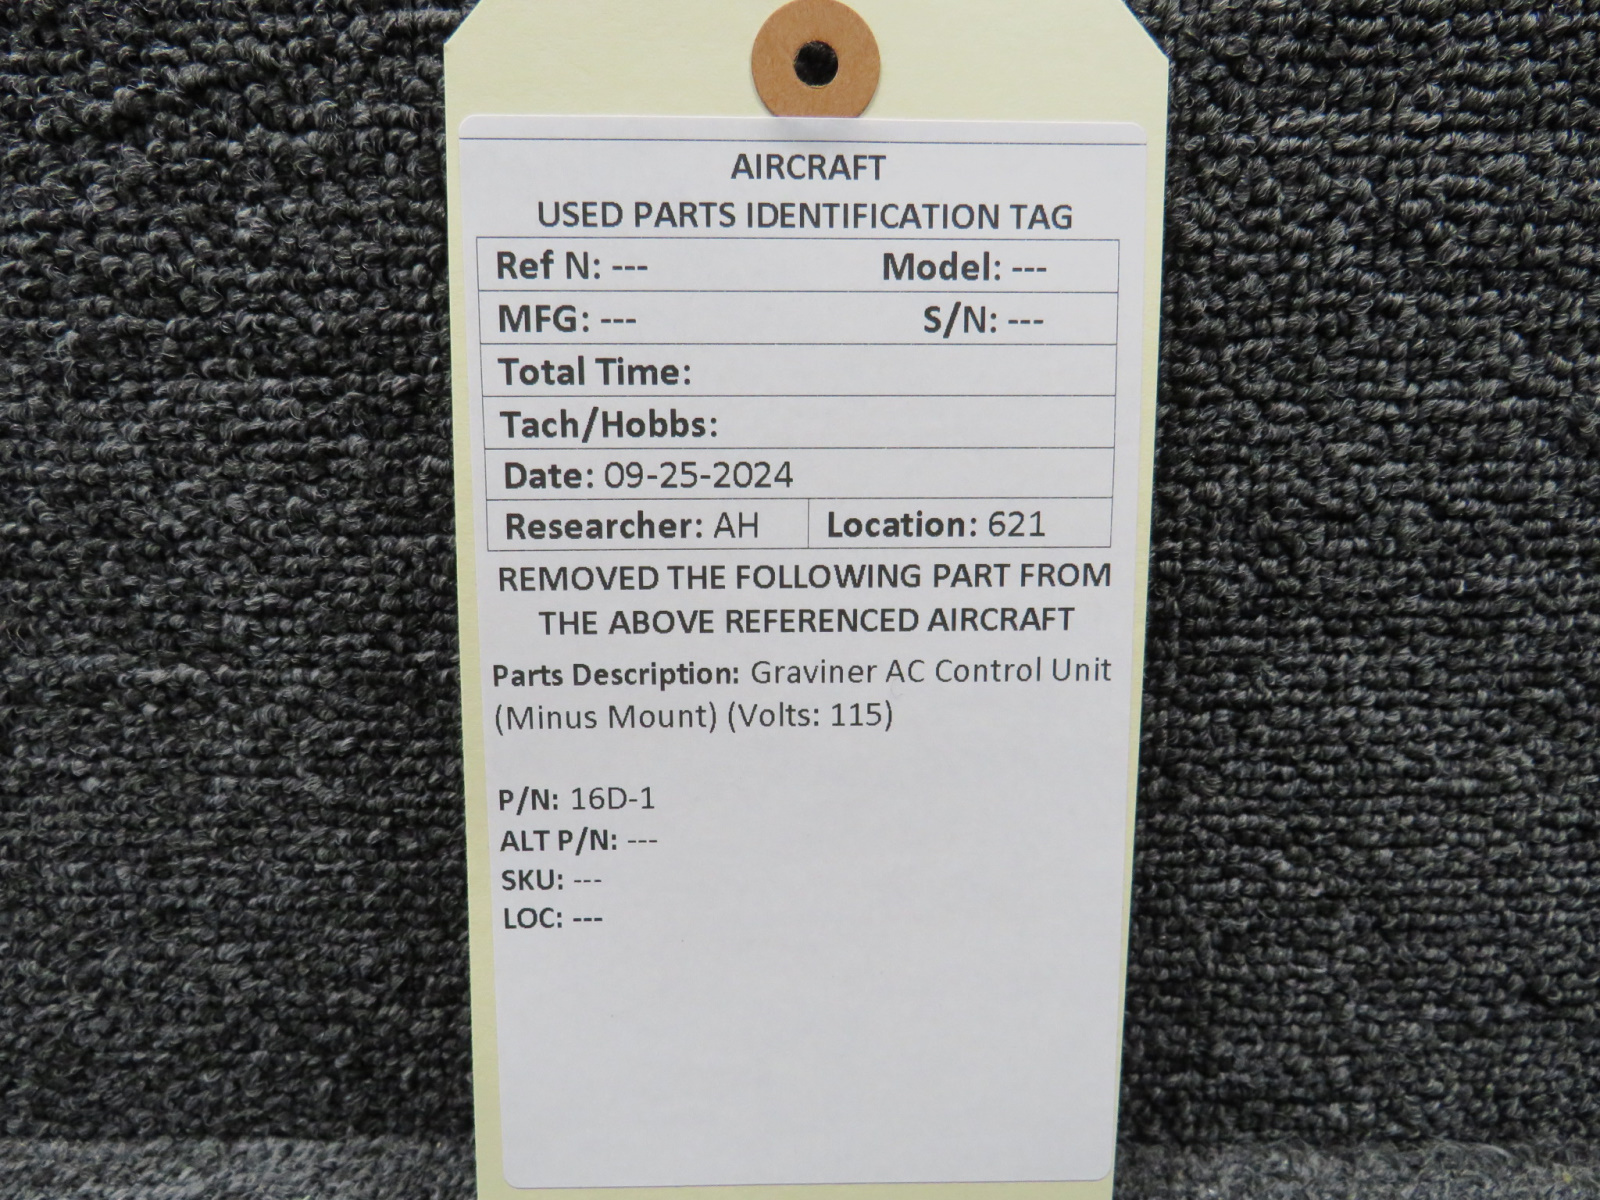 AIRCRAFT
USED PARTS IDENTIFICATION TAG
Ref N: --- Model: ---
MFG: --- S/N: ---
Total Time:
Tach/Hobbs:
Date: 09-25-2024
Researcher: AH Location: 621
REMOVED THE FOLLOWING PART FROM
THE ABOVE REFERENCED AIRCRAFT
Parts Description: Graviner AC Control Unit
(Minus Mount) (Volts: 115)
P/N: 16D-1
ALT P/N: ---
SKU: ---
LOC: ---